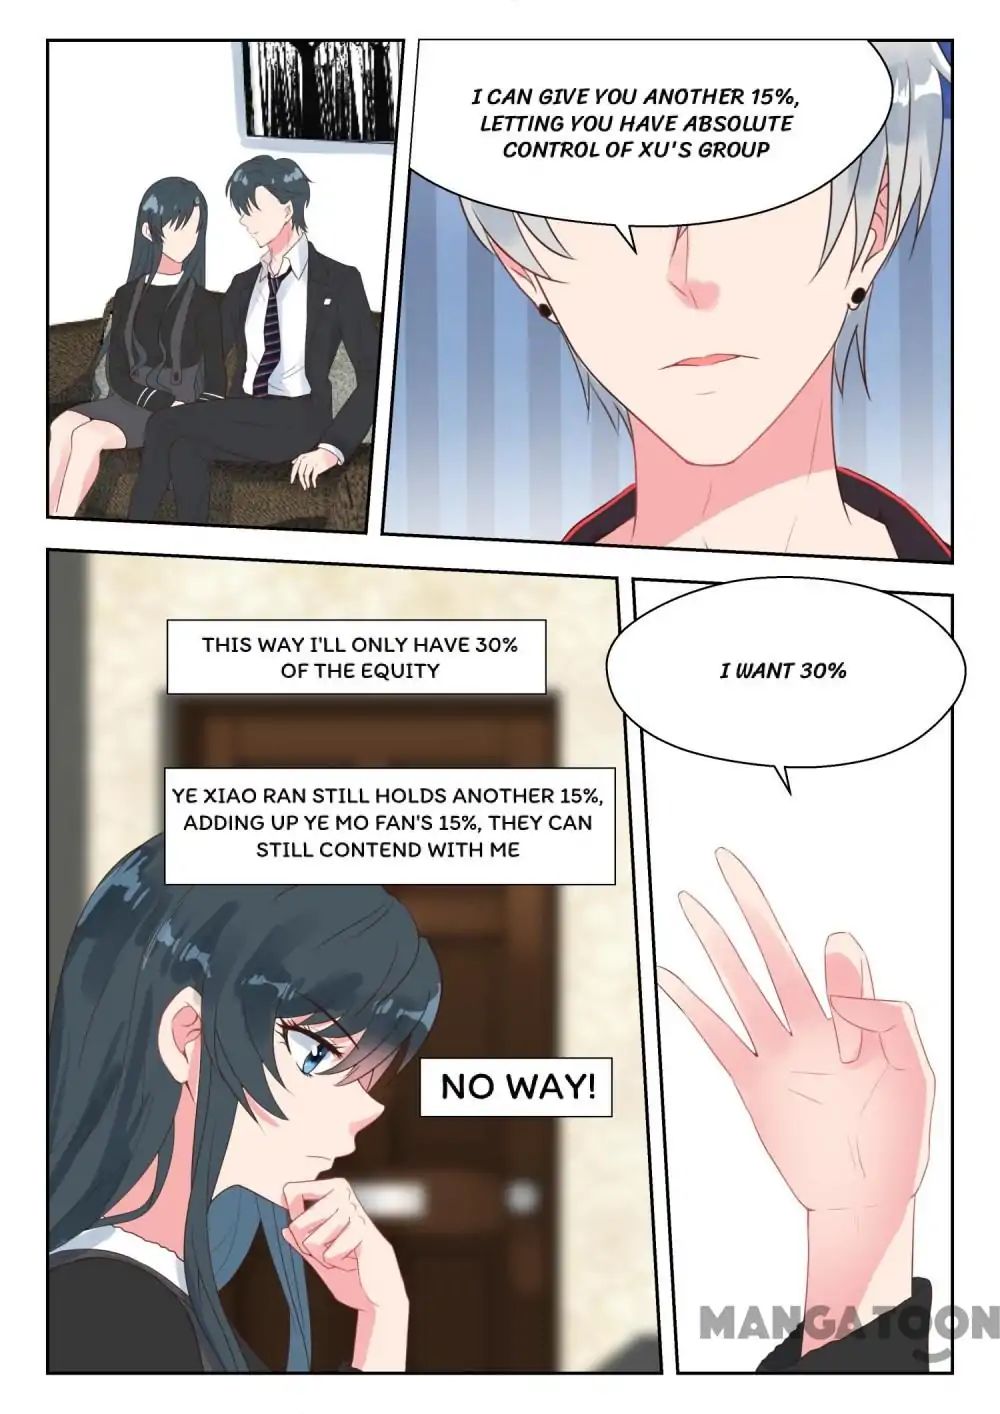 I CAN GIVE YOU ANOTHER 15%,
LETTING YOU HAVE ABSOLUTE
CONTROL OF XU'S GROUP
THIS WAY I'LL ONLY HAVE 30%
OF THE EQUITY
YE XIAO RAN STILL HOLDS ANOTHER 15%,
ADDING UP YE MO FAN'S 15%, THEY CAN
STILL CONTEND WITH ME
NO WAY!
I WANT 30%
MANGATOON